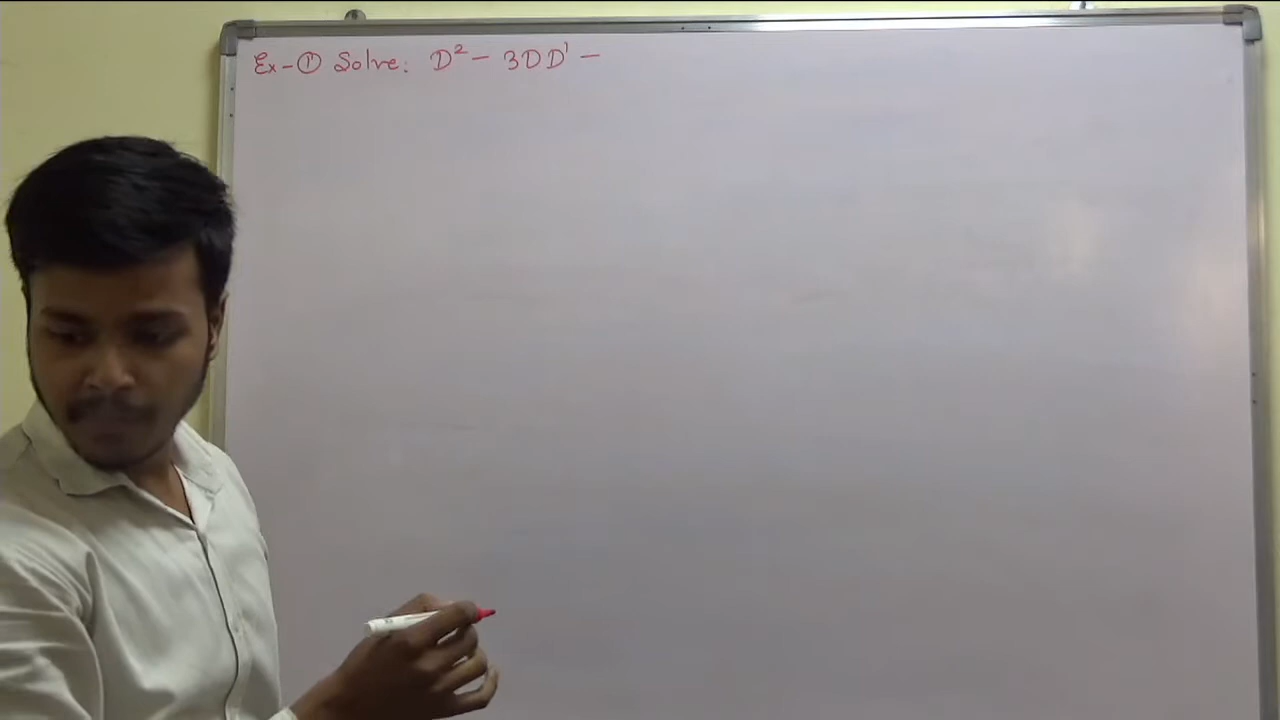 Ex-① Solve: D² - 3DD' -